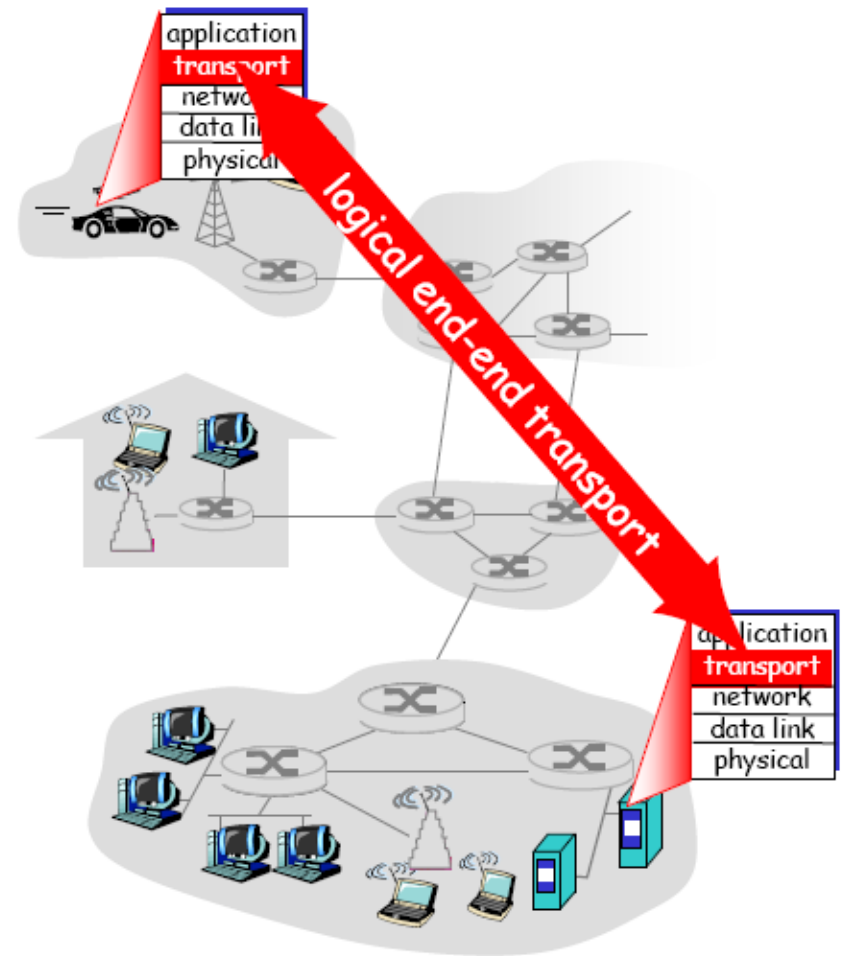 application
transport
network
data link
physical
logical end-end transport
application
transport
network
data link
physical